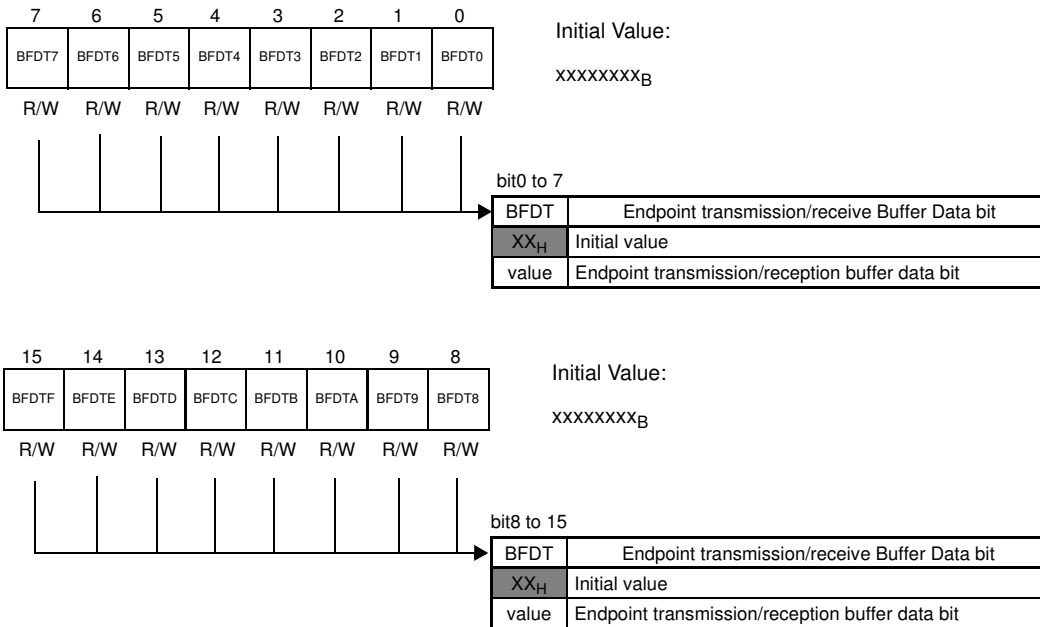 7 6 5 4 3 2 1 0
Initial Value:
BFDT7 BFDT6 BFDT5 BFDT4 BFDT3 BFDT2 BFDT1 BFDT0
xxxxxxxxB
R/W R/W R/W R/W R/W R/W R/W R/W
bit0 to 7
BFDT Endpoint transmission/receive Buffer Data bit
XXH Initial value
value Endpoint transmission/reception buffer data bit
15 14 13 12 11 10 9 8
Initial Value:
BFDTF BFDTE BFDTD BFDTC BFDTB BFDTA BFDT9 BFDT8
xxxxxxxxB
R/W R/W R/W R/W R/W R/W R/W R/W
bit8 to 15
BFDT Endpoint transmission/receive Buffer Data bit
XXH Initial value
value Endpoint transmission/reception buffer data bit